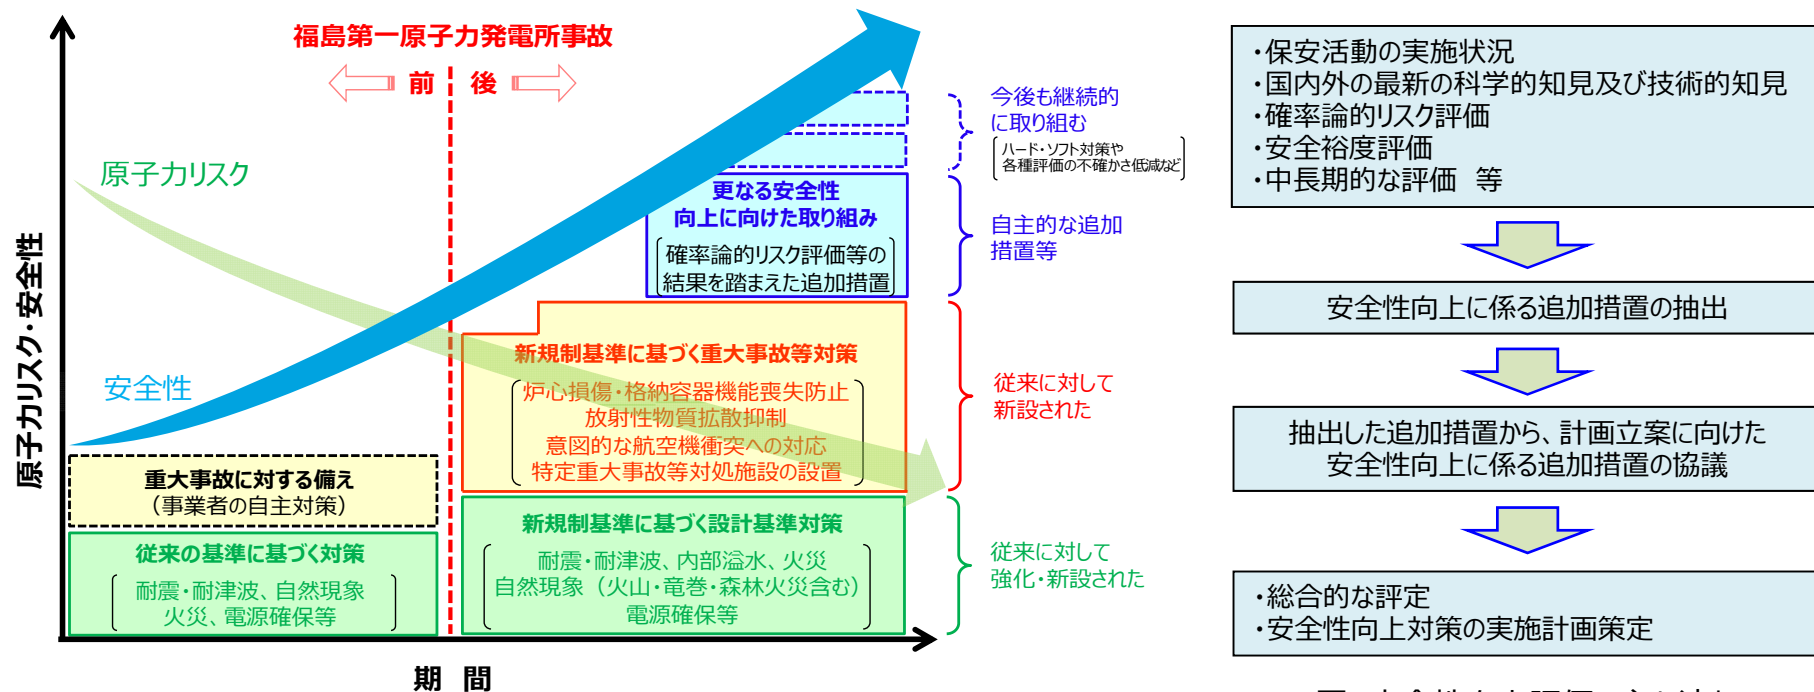 福島第一原子力発電所事故
前 後
原子力リスク
安全性
原子力リスク・安全性
期 間
重大事故に対する備え
（事業者の自主対策）
従来の基準に基づく対策
耐震・耐津波、自然現象
火災、電源確保等
更なる安全性
向上に向けた取り組み
確率論的リスク評価等の
結果を踏まえた追加措置
新規制基準に基づく重大事故等対策
炉心損傷・格納容器機能喪失防止
放射性物質拡散抑制
意図的な航空機衝突への対応
特定重大事故等対処施設の設置
新規制基準に基づく設計基準対策
耐震・耐津波、内部溢水、火災
自然現象（火山・竜巻・森林火災含む）
電源確保等
今後も継続的
に取り組む
ハード・ソフト対策や
各種評価の不確かさ低減など
自主的な追加
措置等
従来に対して
新設された
従来に対して
強化・新設された
・保安活動の実施状況
・国内外の最新の科学的知見及び技術的知見
・確率論的リスク評価
・安全裕度評価
・中長期的な評価 等
安全性向上に係る追加措置の抽出
抽出した追加措置から、計画立案に向けた
安全性向上に係る追加措置の協議
・総合的な評定
・安全性向上対策の実施計画策定